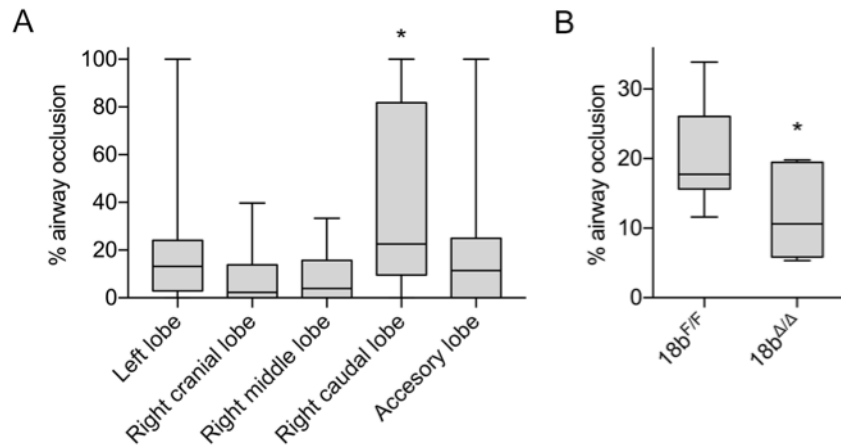 A
% airway occlusion
100
80
60
40
20
0
*
Left lobe
Right cranial lobe
Right middle lobe
Right caudal lobe
Accesory lobe
B
% airway occlusion
30
20
10
0
*
18b^F/F
18b^Δ/Δ